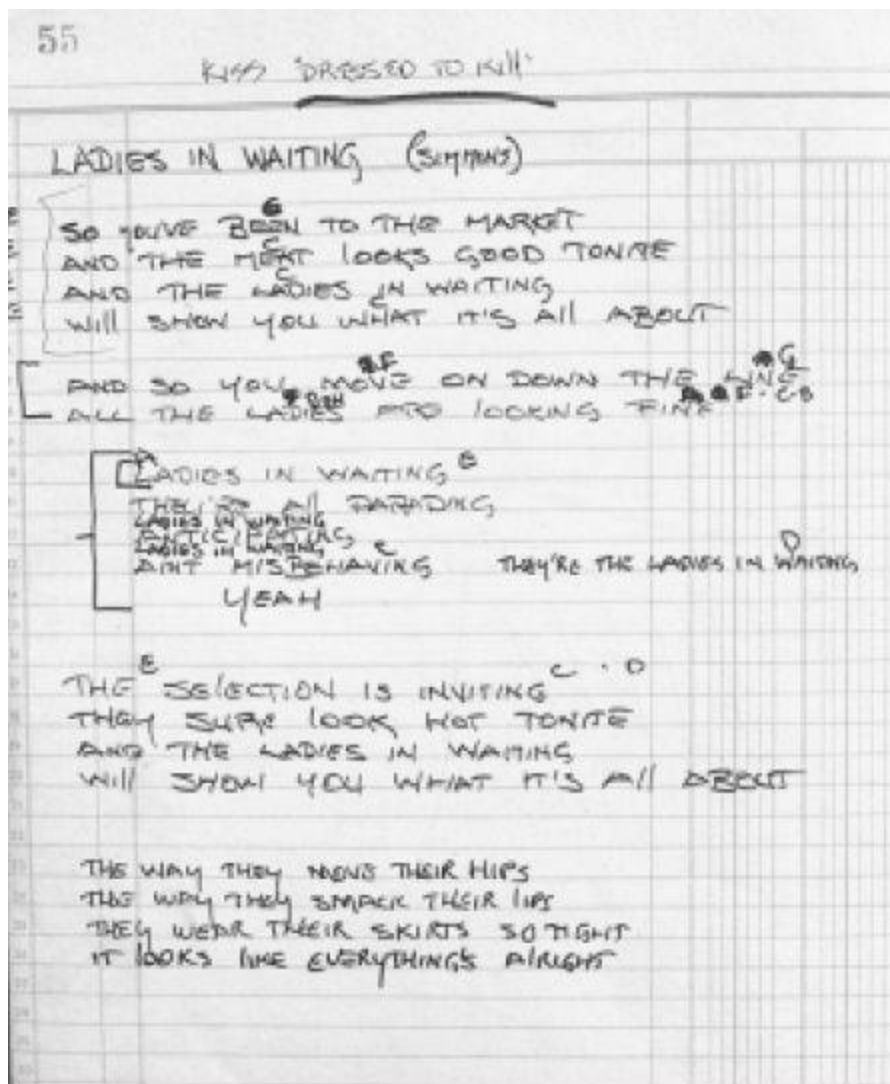 55
KISS 'DRESSED TO KILL'
LADIES IN WAITING (SIMMONS)
G
SO YOU'VE BEEN TO THE MARKET
C
AND THE MEAT LOOKS GOOD TONITE
AND THE LADIES IN WAITING
WILL SHOW YOU WHAT IT'S ALL ABOUT
F G
AND SO YOU MOVE ON DOWN THE LINE
ALL THE LADIES LOOKING FINE
LADIES IN WAITING
THEY'RE ALL PARADING
LADIES IN WAITING
ANTICIPATING
LADIES IN WAITING
AINT MISBEHAVING THEY'RE THE LADIES IN WAITING
YEAH
E C · D
THE SELECTION IS INVITING
THEY SURE LOOK HOT TONITE
AND THE LADIES IN WAITING
WILL SHOW YOU WHAT IT'S ALL ABOUT
THE WAY THEY MOVE THEIR HIPS
THE WAY THEY SMACK THEIR LIPS
THEY WEAR THEIR SKIRTS SO TIGHT
IT LOOKS LIKE EVERYTHING'S ALRIGHT